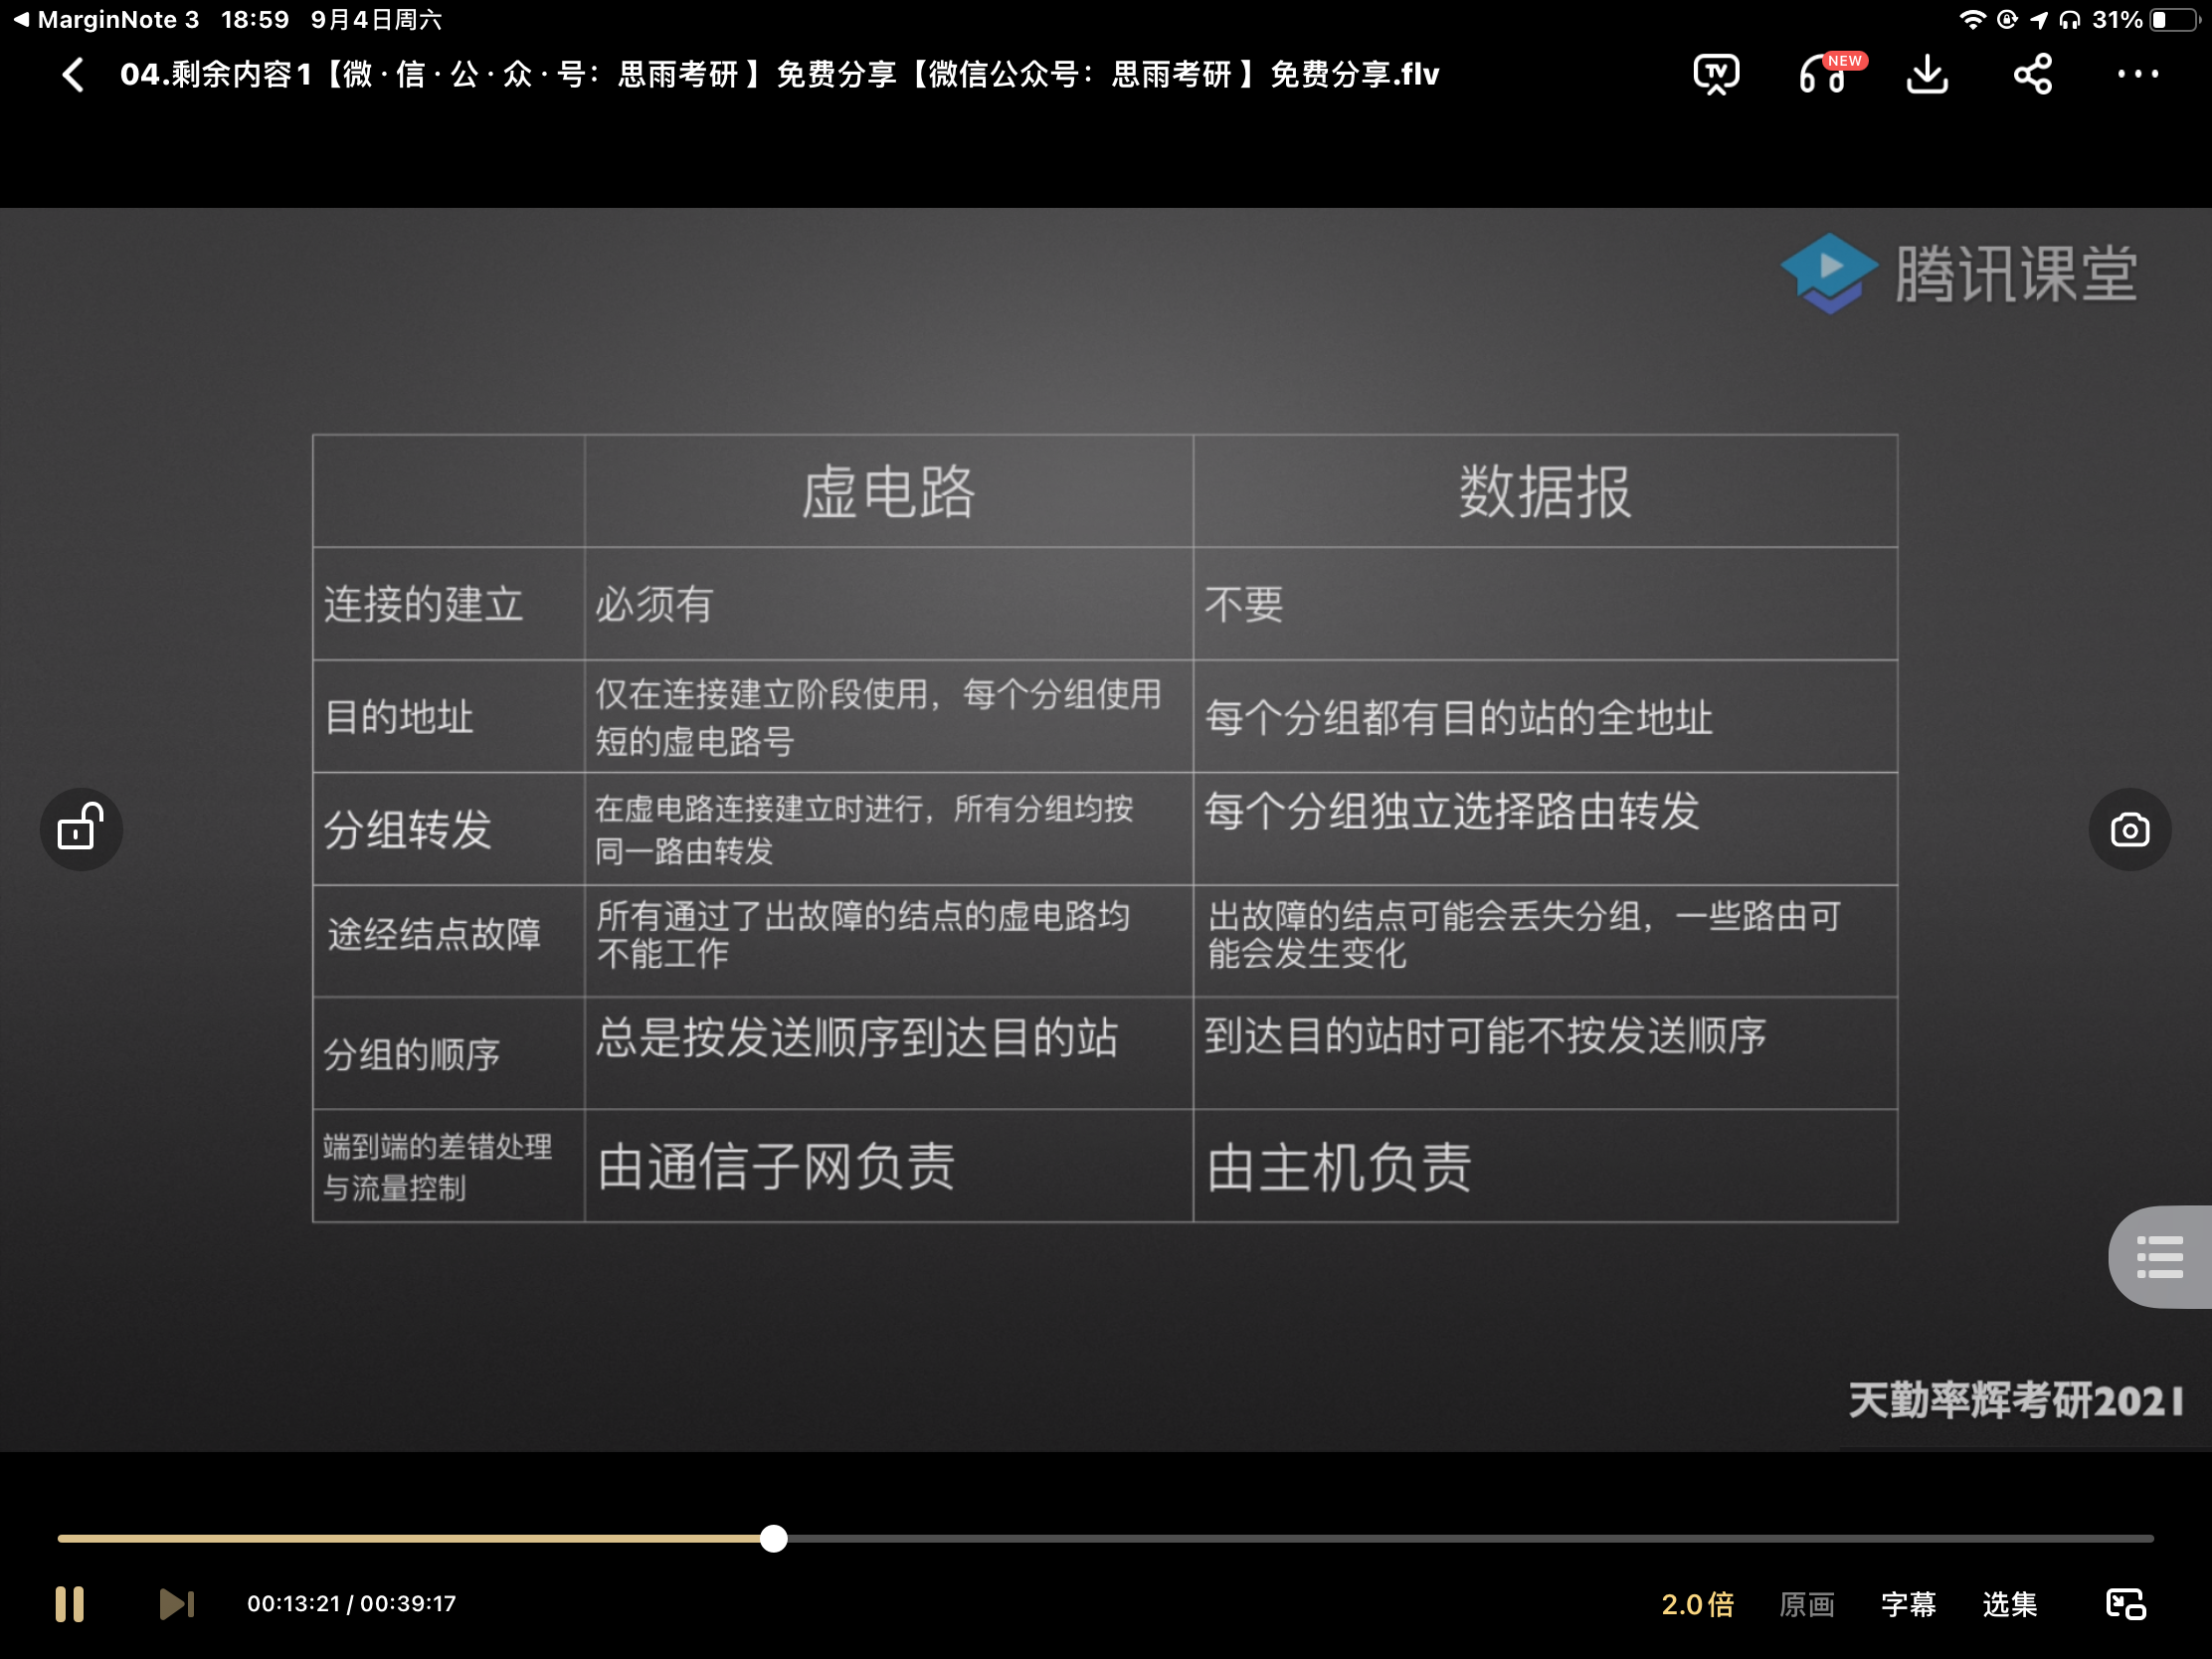 MarginNote 3 18:59 9月4日周六
31%
04.剩余内容1【微·信·公·众·号：思雨考研】免费分享【微信公众号：思雨考研】免费分享.flv
TV
NEW
腾讯课堂
虚电路 数据报
连接的建立 必须有 不要
目的地址
仅在连接建立阶段使用，每个分组使用
短的虚电路号
每个分组都有目的站的全地址
分组转发
在虚电路连接建立时进行，所有分组均按
同一路由转发
每个分组独立选择路由转发
途经结点故障
所有通过了出故障的结点的虚电路均
不能工作
出故障的结点可能会丢失分组，一些路由可
能会发生变化
分组的顺序 总是按发送顺序到达目的站 到达目的站时可能不按发送顺序
端到端的差错处理
与流量控制
由通信子网负责 由主机负责
天勤率辉考研2021
00:13:21 / 00:39:17
2.0倍 原画 字幕 选集